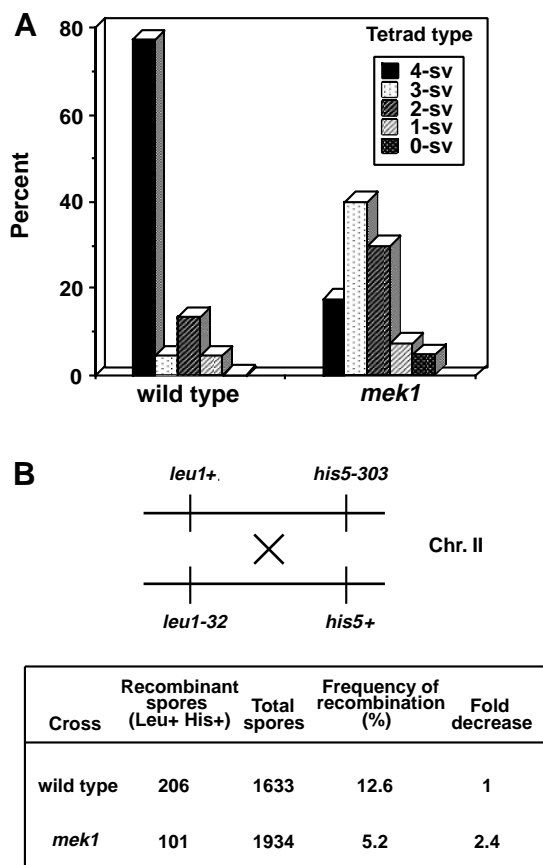 A
80
60
40
20
0
Percent
Tetrad type
4-sv
3-sv
2-sv
1-sv
0-sv
wild type mek1
B
leu1+. his5-303
Chr. II
leu1-32 his5+
Cross Recombinant spores (Leu+ His+) Total spores Frequency of recombination (%) Fold decrease
wild type 206 1633 12.6 1
mek1 101 1934 5.2 2.4